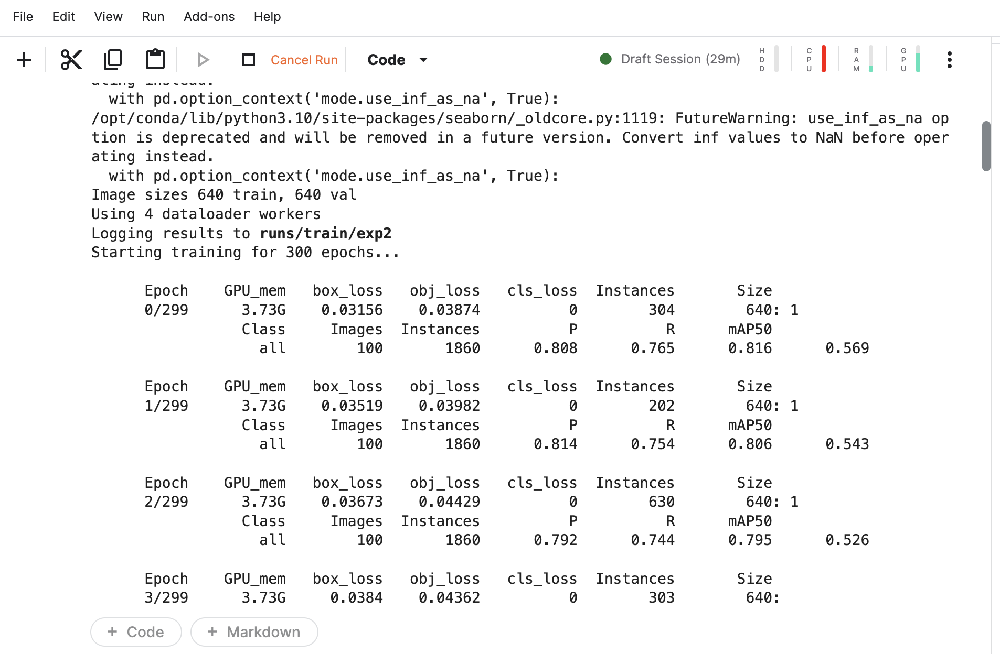 File Edit View Run Add-ons Help
Cancel Run Code Draft Session (29m) HDD CPU RAM GPU
ating instead.
with pd.option_context('mode.use_inf_as_na', True):
/opt/conda/lib/python3.10/site-packages/seaborn/_oldcore.py:1119: FutureWarning: use_inf_as_na op
tion is deprecated and will be removed in a future version. Convert inf values to NaN before oper
ating instead.
with pd.option_context('mode.use_inf_as_na', True):
Image sizes 640 train, 640 val
Using 4 dataloader workers
Logging results to runs/train/exp2
Starting training for 300 epochs...
Epoch GPU_mem box_loss obj_loss cls_loss Instances Size
0/299 3.73G 0.03156 0.03874 0 304 640: 1
Class Images Instances P R mAP50
all 100 1860 0.808 0.765 0.816 0.569
Epoch GPU_mem box_loss obj_loss cls_loss Instances Size
1/299 3.73G 0.03519 0.03982 0 202 640: 1
Class Images Instances P R mAP50
all 100 1860 0.814 0.754 0.806 0.543
Epoch GPU_mem box_loss obj_loss cls_loss Instances Size
2/299 3.73G 0.03673 0.04429 0 630 640: 1
Class Images Instances P R mAP50
all 100 1860 0.792 0.744 0.795 0.526
Epoch GPU_mem box_loss obj_loss cls_loss Instances Size
3/299 3.73G 0.0384 0.04362 0 303 640:
+ Code + Markdown